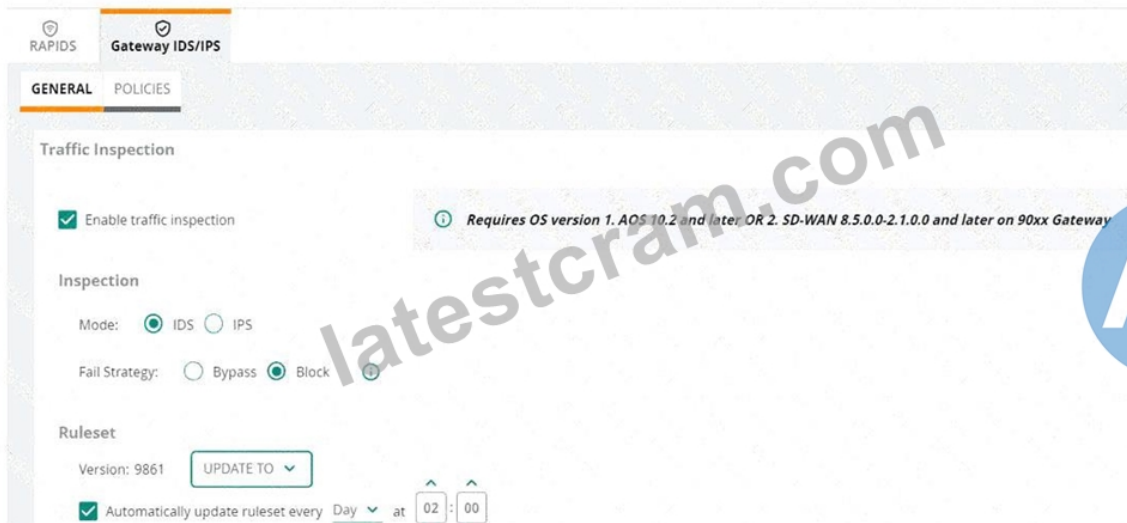 RAPIDS
Gateway IDS/IPS
GENERAL POLICIES
Traffic Inspection
Enable traffic inspection
Requires OS version 1. AOS 10.2 and later OR 2. SD-WAN 8.5.0.0-2.1.0.0 and later on 90xx Gateway
Inspection
Mode: IDS IPS
Fail Strategy: Bypass Block
Ruleset
Version: 9861 UPDATE TO
Automatically update ruleset every Day at 02 : 00
latestcram.com